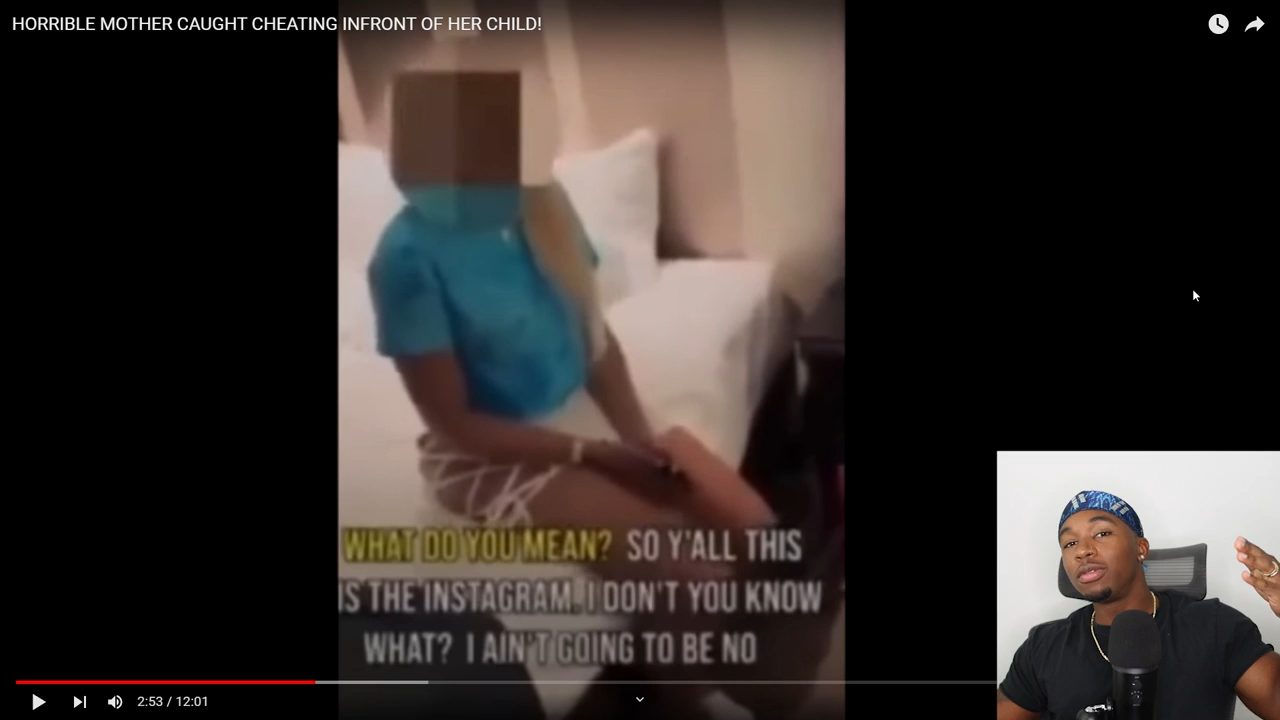 HORRIBLE MOTHER CAUGHT CHEATING INFRONT OF HER CHILD!
WHAT DO YOU MEAN? SO Y'ALL THIS
IS THE INSTAGRAM. I DON'T YOU KNOW
WHAT? I AIN'T GOING TO BE NO
2:53 / 12:01